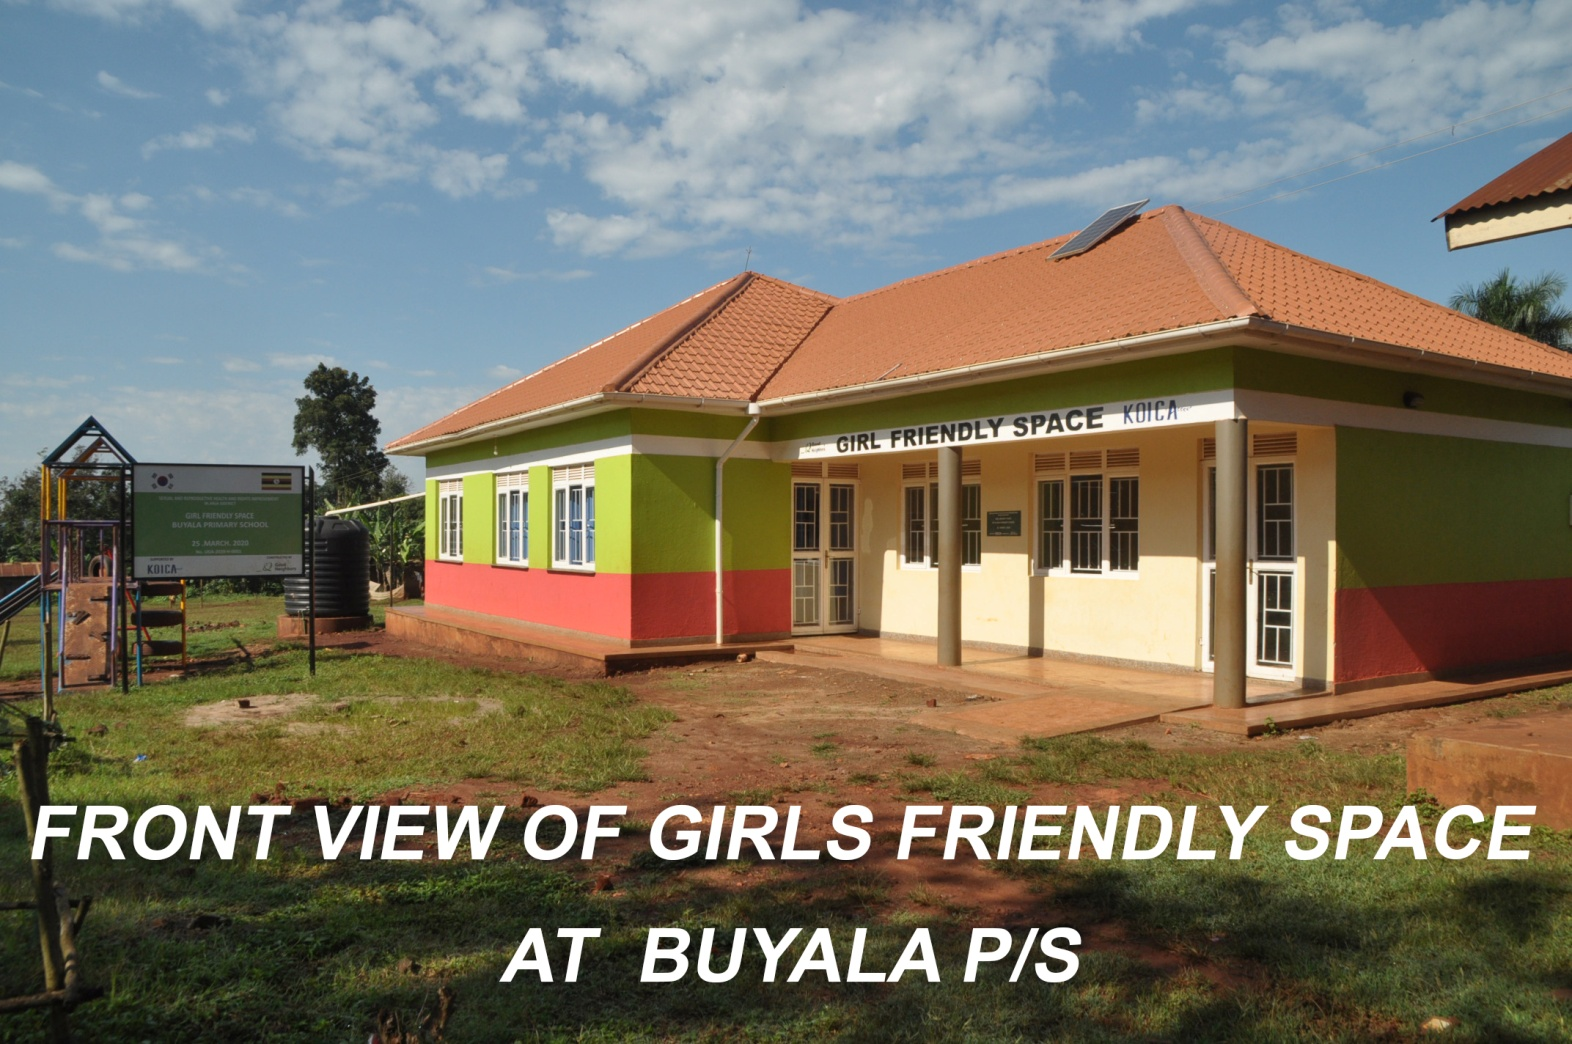 GIRL FRIENDLY SPACE KOICA
GIRL FRIENDLY SPACE
BUYALA PRIMARY SCHOOL
25 .MARCH. 2020
KOICA
FRONT VIEW OF GIRLS FRIENDLY SPACE
AT BUYALA P/S